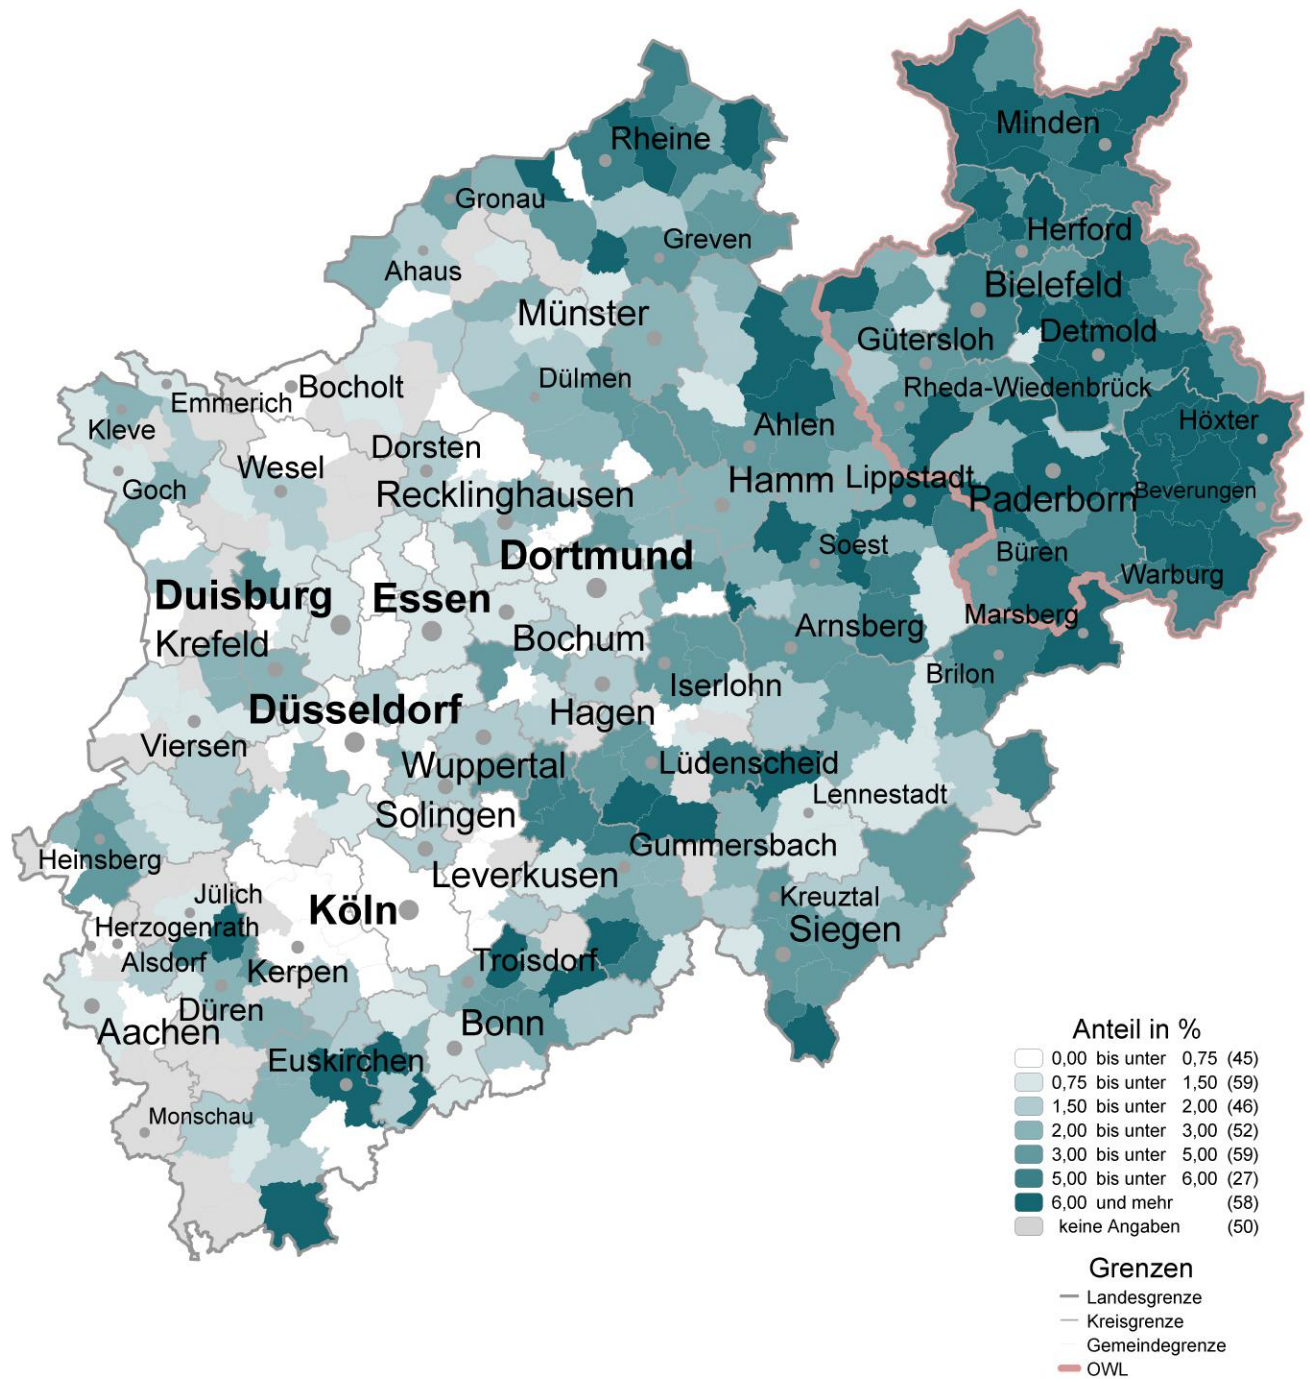 Minden
Rheine
Gronau
Herford
Greven
Ahaus
Bielefeld
Münster
Detmold
Gütersloh
Dülmen
Bocholt
Rheda-Wiedenbrück
Emmerich
Höxter
Kleve
Ahlen
Dorsten
Wesel
Hamm
Lippstadt
Goch
Recklinghausen
Paderborn
Beverungen
Soest
Büren
Dortmund
Warburg
Duisburg
Essen
Marsberg
Arnsberg
Bochum
Krefeld
Brilon
Iserlohn
Düsseldorf
Hagen
Viersen
Wuppertal
Lüdenscheid
Lennestadt
Solingen
Gummersbach
Heinsberg
Leverkusen
Jülich
Kreuztal
Köln
Herzogenrath
Siegen
Alsdorf
Kerpen
Troisdorf
Düren
Bonn
Aachen
Euskirchen
Monschau
Anteil in %
0,00 bis unter 0,75 (45)
0,75 bis unter 1,50 (59)
1,50 bis unter 2,00 (46)
2,00 bis unter 3,00 (52)
3,00 bis unter 5,00 (59)
5,00 bis unter 6,00 (27)
6,00 und mehr (58)
keine Angaben (50)
Grenzen
Landesgrenze
Kreisgrenze
Gemeindegrenze
OWL